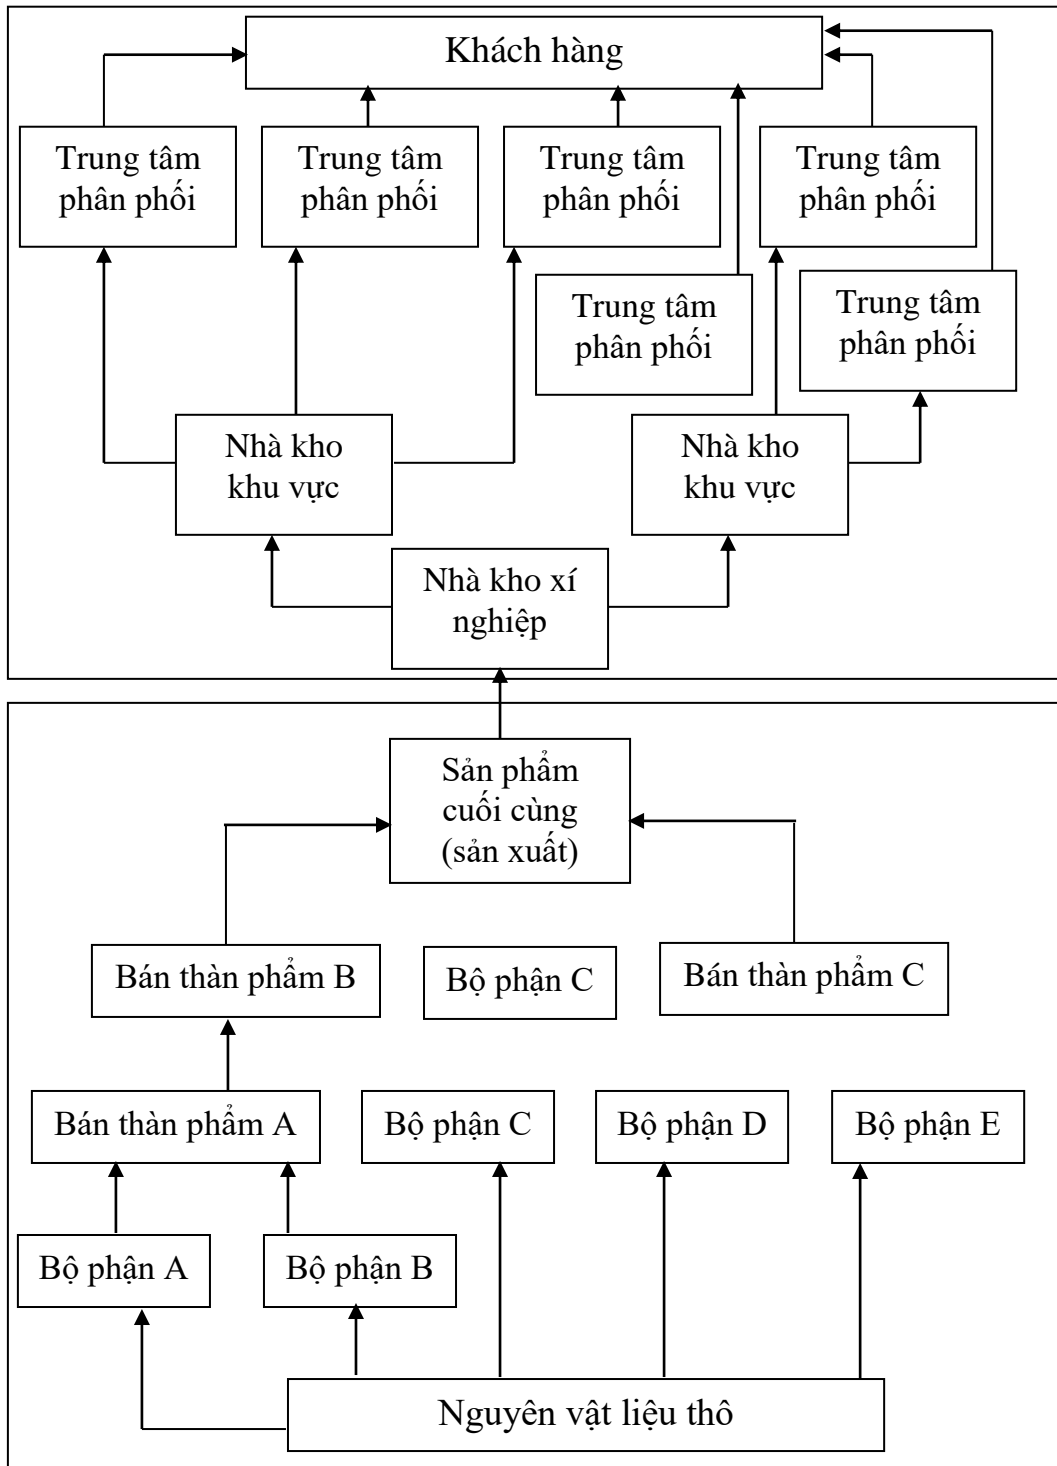 Khách hàng
Trung tâm
phân phối
Trung tâm
phân phối
Trung tâm
phân phối
Trung tâm
phân phối
Trung tâm
phân phối
Trung tâm
phân phối
Nhà kho
khu vực
Nhà kho
khu vực
Nhà kho xí
nghiệp
Sản phẩm
cuối cùng
(sản xuất)
Bán thàn phẩm B
Bộ phận C
Bán thàn phẩm C
Bán thàn phẩm A
Bộ phận C
Bộ phận D
Bộ phận E
Bộ phận A
Bộ phận B
Nguyên vật liệu thô